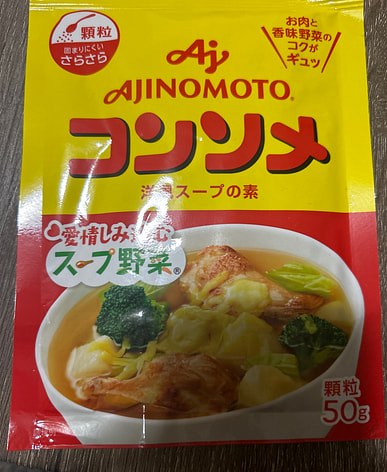 顆粒
固まりにくい
さらさら
お肉と
香味野菜の
コクが
ギュッ
Aj
AJINOMOTO®
コンソメ
洋風スープの素
愛情しみ込む
スープ野菜®
顆粒
50g